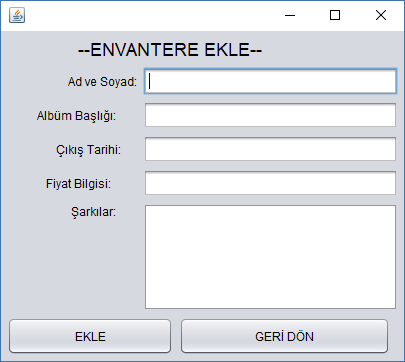 --ENVANTERE EKLE--
Ad ve Soyad:
Albüm Başlığı:
Çıkış Tarihi:
Fiyat Bilgisi:
Şarkılar:
EKLE
GERİ DÖN